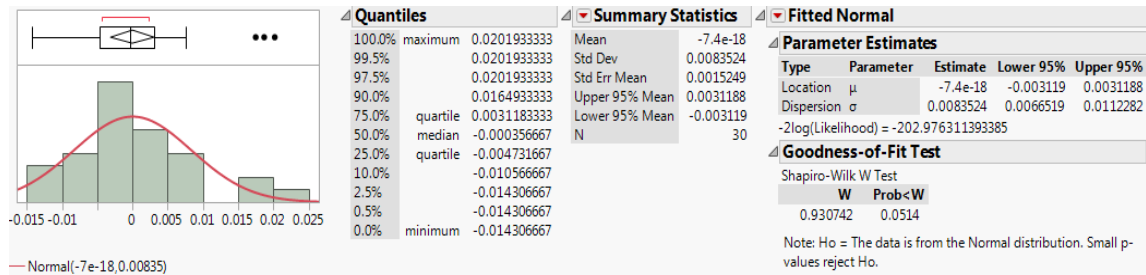 Quantiles
100.0% maximum 0.0201933333
99.5% 0.0201933333
97.5% 0.0201933333
90.0% 0.0164933333
75.0% quartile 0.0031183333
50.0% median -0.000356667
25.0% quartile -0.004731667
10.0% -0.010566667
2.5% -0.014306667
0.5% -0.014306667
0.0% minimum -0.014306667
Summary Statistics
Mean -7.4e-18
Std Dev 0.0083524
Std Err Mean 0.0015249
Upper 95% Mean 0.0031188
Lower 95% Mean -0.003119
N 30
Fitted Normal
Parameter Estimates
Type Parameter Estimate Lower 95% Upper 95%
Location μ -7.4e-18 -0.003119 0.0031188
Dispersion σ 0.0083524 0.0066519 0.0112282
-2log(Likelihood) = -202.976311393385
Goodness-of-Fit Test
Shapiro-Wilk W Test
W Prob<W
0.930742 0.0514
Note: Ho = The data is from the Normal distribution. Small p-
values reject Ho.
-0.015 -0.01 0 0.005 0.01 0.015 0.02 0.025
Normal(-7e-18,0.00835)